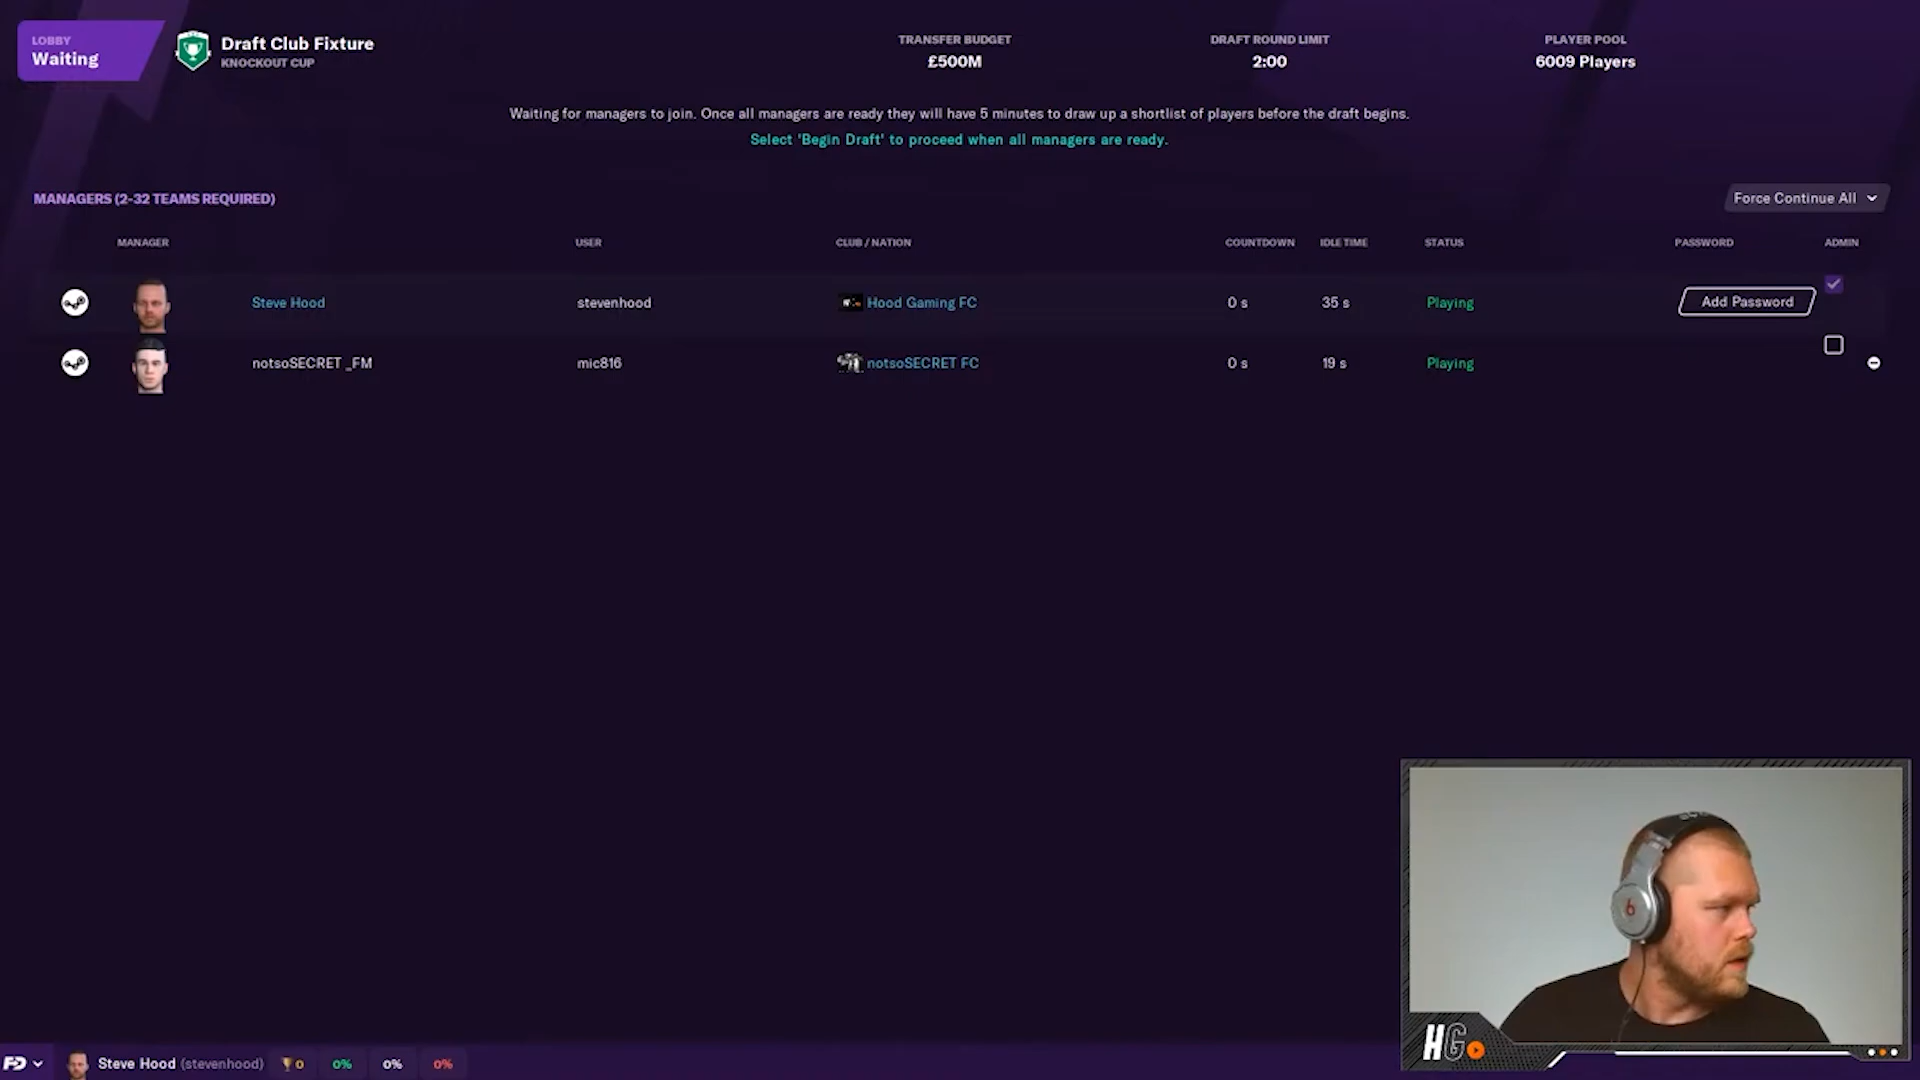 LOBBY
Waiting
Draft Club Fixture
KNOCKOUT CUP
TRANSFER BUDGET
£500M
DRAFT ROUND LIMIT
2:00
PLAYER POOL
6009 Players
Waiting for managers to join. Once all managers are ready they will have 5 minutes to draw up a shortlist of players before the draft begins.
Select 'Begin Draft' to proceed when all managers are ready.
MANAGERS (2-32 TEAMS REQUIRED)
Force Continue All
MANAGER USER CLUB / NATION COUNTDOWN IDLE TIME STATUS PASSWORD ADMIN
Steve Hood stevenhood Hood Gaming FC 0 s 35 s Playing Add Password
notsoSECRET _FM mic816 notsoSECRET FC 0 s 19 s Playing
HG
FD Steve Hood (stevenhood) 0 0% 0% 0%